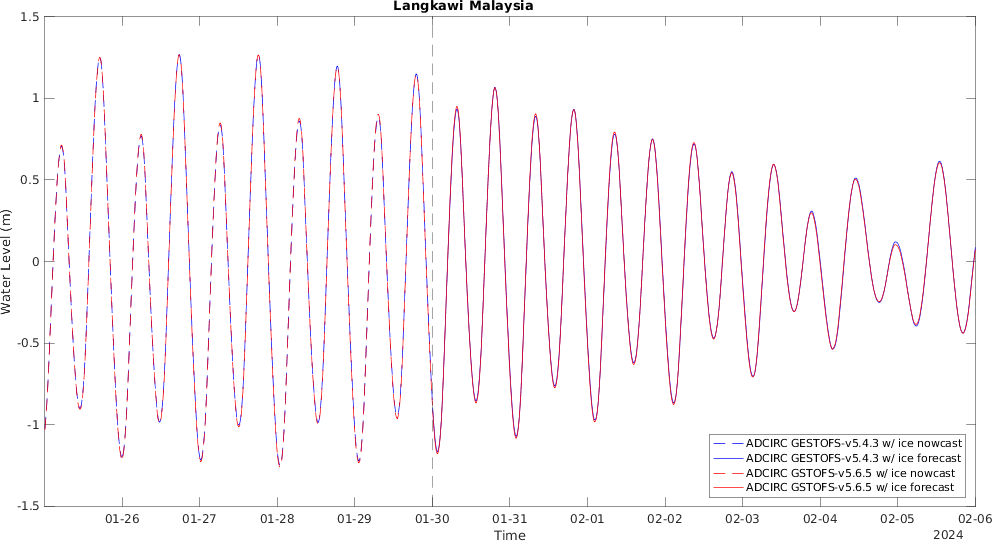 Langkawi Malaysia
1.5
1
0.5
0
-0.5
-1
-1.5
Water Level (m)
01-26 01-27 01-28 01-29 01-30 01-31 02-01 02-02 02-03 02-04 02-05 02-06
Time
2024
ADCIRC GESTOFS-v5.4.3 w/ ice nowcast
ADCIRC GESTOFS-v5.4.3 w/ ice forecast
ADCIRC GSTOFS-v5.6.5 w/ ice nowcast
ADCIRC GSTOFS-v5.6.5 w/ ice forecast